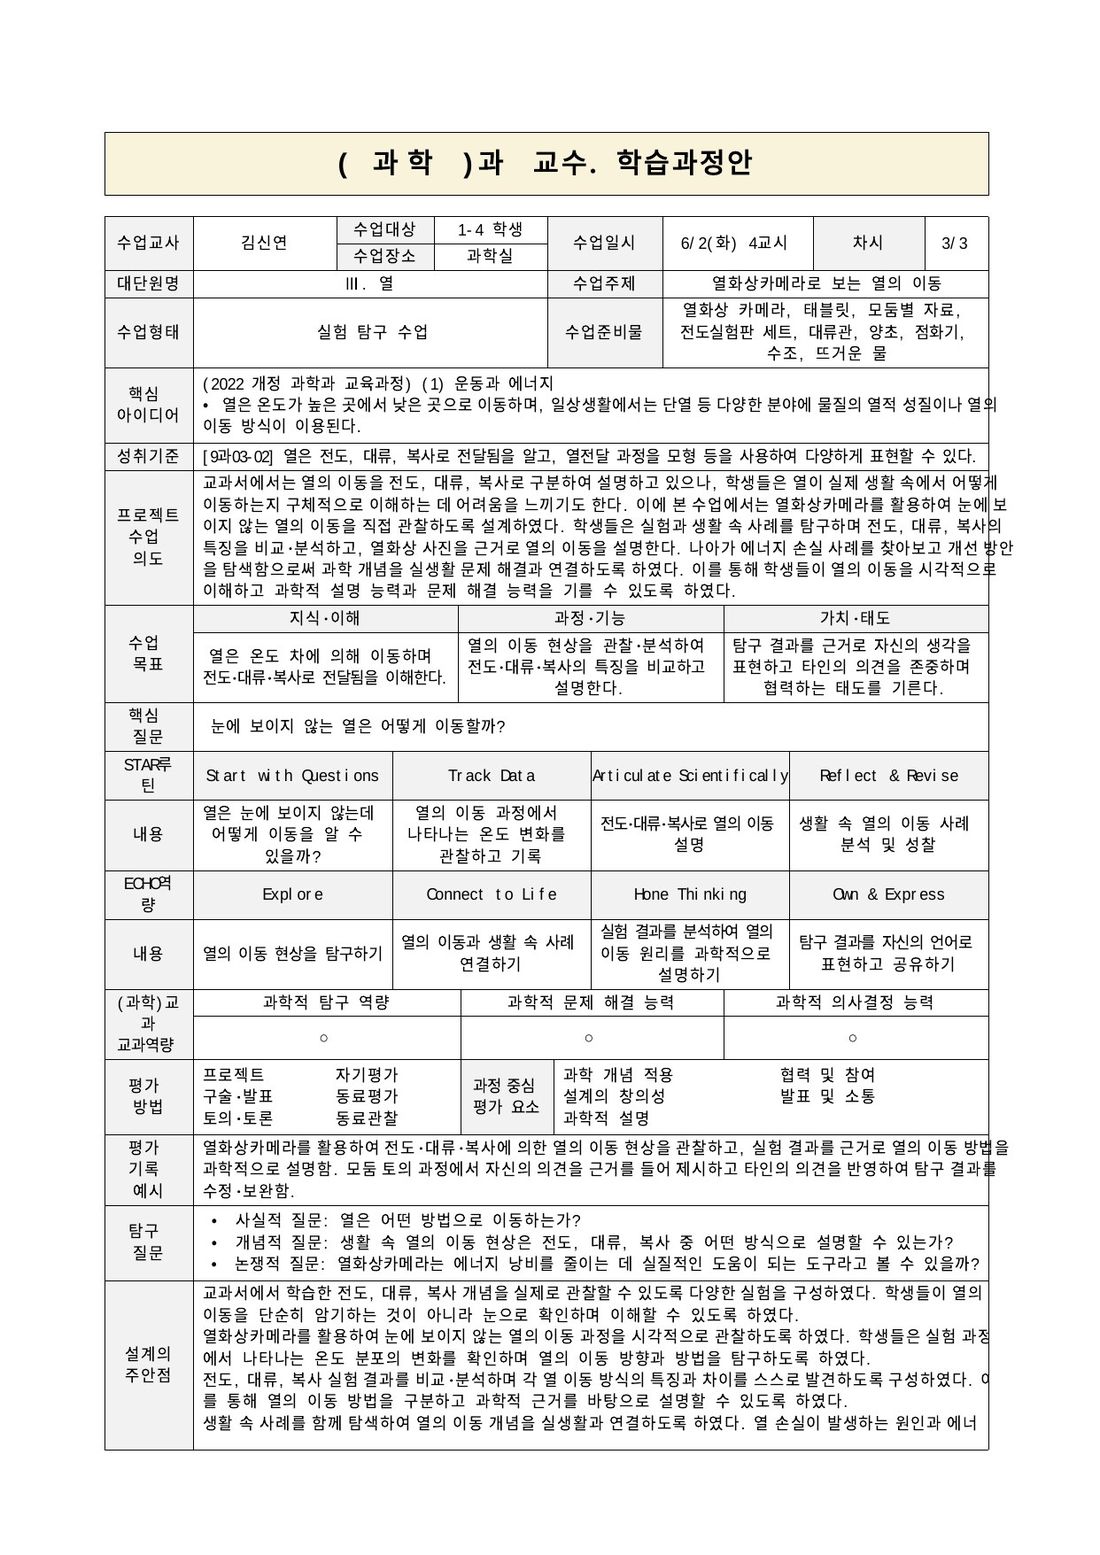 ( 과학 )과 교수. 학습과정안
수업교사 김신연 수업대상 1-4 학생 수업일시 6/2(화) 4교시 차시 3/3
수업장소 과학실
대단원명 Ⅲ. 열 수업주제 열화상카메라로 보는 열의 이동
수업형태 실험 탐구 수업 수업준비물 열화상 카메라, 태블릿, 모둠별 자료,
전도실험판 세트, 대류관, 양초, 점화기,
수조, 뜨거운 물
핵심
아이디어
(2022 개정 과학과 교육과정) (1) 운동과 에너지
• 열은 온도가 높은 곳에서 낮은 곳으로 이동하며, 일상생활에서는 단열 등 다양한 분야에 물질의 열적 성질이나 열의
이동 방식이 이용된다.
성취기준 [9과03-02] 열은 전도, 대류, 복사로 전달됨을 알고, 열전달 과정을 모형 등을 사용하여 다양하게 표현할 수 있다.
프로젝트
수업
의도
교과서에서는 열의 이동을 전도, 대류, 복사로 구분하여 설명하고 있으나, 학생들은 열이 실제 생활 속에서 어떻게
이동하는지 구체적으로 이해하는 데 어려움을 느끼기도 한다. 이에 본 수업에서는 열화상카메라를 활용하여 눈에 보
이지 않는 열의 이동을 직접 관찰하도록 설계하였다. 학생들은 실험과 생활 속 사례를 탐구하며 전도, 대류, 복사의
특징을 비교·분석하고, 열화상 사진을 근거로 열의 이동을 설명한다. 나아가 에너지 손실 사례를 찾아보고 개선 방안
을 탐색함으로써 과학 개념을 실생활 문제 해결과 연결하도록 하였다. 이를 통해 학생들이 열의 이동을 시각적으로
이해하고 과학적 설명 능력과 문제 해결 능력을 기를 수 있도록 하였다.
수업
목표
지식·이해 과정·기능 가치·태도
열은 온도 차에 의해 이동하며
전도·대류·복사로 전달됨을 이해한다.
열의 이동 현상을 관찰·분석하여
전도·대류·복사의 특징을 비교하고
설명한다.
탐구 결과를 근거로 자신의 생각을
표현하고 타인의 의견을 존중하며
협력하는 태도를 기른다.
핵심
질문
눈에 보이지 않는 열은 어떻게 이동할까?
STAR루
틴
Start with Questions Track Data Articulate Scientifically Reflect & Revise
내용
열은 눈에 보이지 않는데
어떻게 이동을 알 수
있을까?
열의 이동 과정에서
나타나는 온도 변화를
관찰하고 기록
전도·대류·복사로 열의 이동
설명
생활 속 열의 이동 사례
분석 및 성찰
ECHO역
량
Explore Connect to Life Hone Thinking Own & Express
내용
열의 이동 현상을 탐구하기
열의 이동과 생활 속 사례
연결하기
실험 결과를 분석하여 열의
이동 원리를 과학적으로
설명하기
탐구 결과를 자신의 언어로
표현하고 공유하기
(과학)교
과
교과역량
과학적 탐구 역량 과학적 문제 해결 능력 과학적 의사결정 능력
○ ○ ○
평가
방법
프로젝트 자기평가
구술·발표 동료평가
토의·토론 동료관찰
과정 중심
평가 요소
과학 개념 적용 협력 및 참여
설계의 창의성 발표 및 소통
과학적 설명
평가
기록
예시
열화상카메라를 활용하여 전도·대류·복사에 의한 열의 이동 현상을 관찰하고, 실험 결과를 근거로 열의 이동 방법을
과학적으로 설명함. 모둠 토의 과정에서 자신의 의견을 근거를 들어 제시하고 타인의 의견을 반영하여 탐구 결과를
수정·보완함.
탐구
질문
• 사실적 질문: 열은 어떤 방법으로 이동하는가?
• 개념적 질문: 생활 속 열의 이동 현상은 전도, 대류, 복사 중 어떤 방식으로 설명할 수 있는가?
• 논쟁적 질문: 열화상카메라는 에너지 낭비를 줄이는 데 실질적인 도움이 되는 도구라고 볼 수 있을까?
설계의
주안점
교과서에서 학습한 전도, 대류, 복사 개념을 실제로 관찰할 수 있도록 다양한 실험을 구성하였다. 학생들이 열의
이동을 단순히 암기하는 것이 아니라 눈으로 확인하며 이해할 수 있도록 하였다.
열화상카메라를 활용하여 눈에 보이지 않는 열의 이동 과정을 시각적으로 관찰하도록 하였다. 학생들은 실험 과정
에서 나타나는 온도 분포의 변화를 확인하며 열의 이동 방향과 방법을 탐구하도록 하였다.
전도, 대류, 복사 실험 결과를 비교·분석하며 각 열 이동 방식의 특징과 차이를 스스로 발견하도록 구성하였다. 이
를 통해 열의 이동 방법을 구분하고 과학적 근거를 바탕으로 설명할 수 있도록 하였다.
생활 속 사례를 함께 탐색하여 열의 이동 개념을 실생활과 연결하도록 하였다. 열 손실이 발생하는 원인과 에너